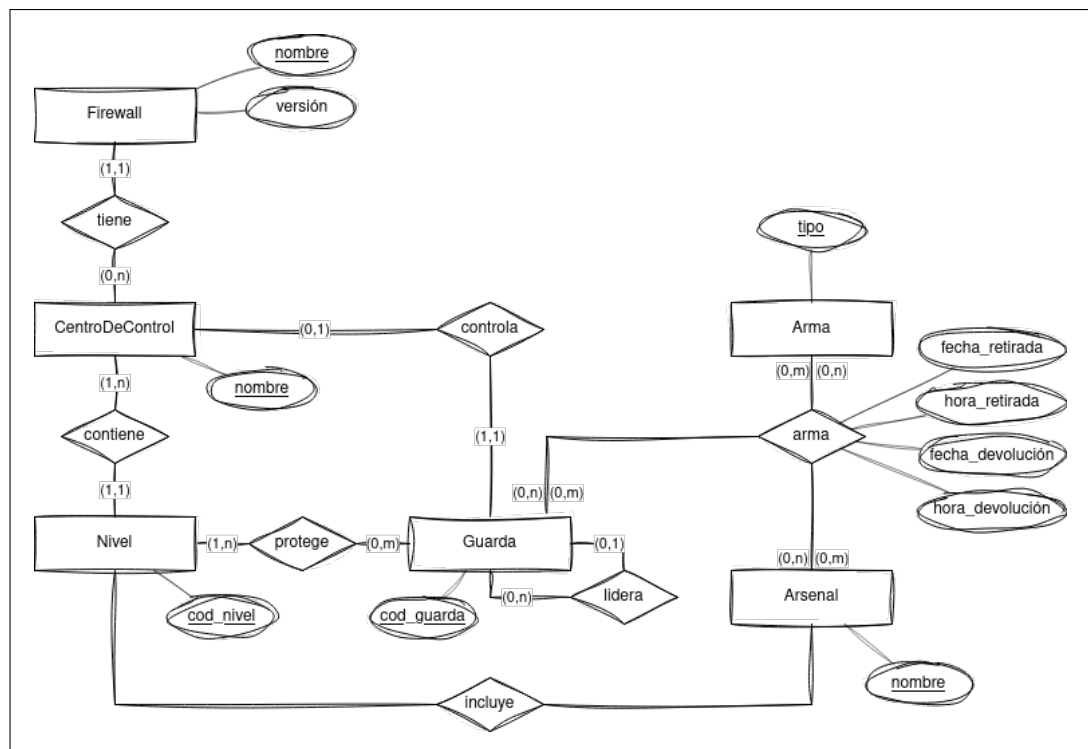 nombre
Firewall
versión
(1,1)
tiene
tipo
(0,n)
CentroDeControl
(0,1)
controla
Arma
fecha_retirada
(0,m)
(0,n)
nombre
(1,n)
hora_retirada
contiene
(1,1)
arma
fecha_devolución
(1,1)
(0,n)
(0,m)
hora_devolución
Nivel
(1,n)
protege
(0,m)
Guarda
(0,1)
(0,n)
(0,m)
(0,n)
lidera
Arsenal
cod_nivel
cod_guarda
nombre
incluye